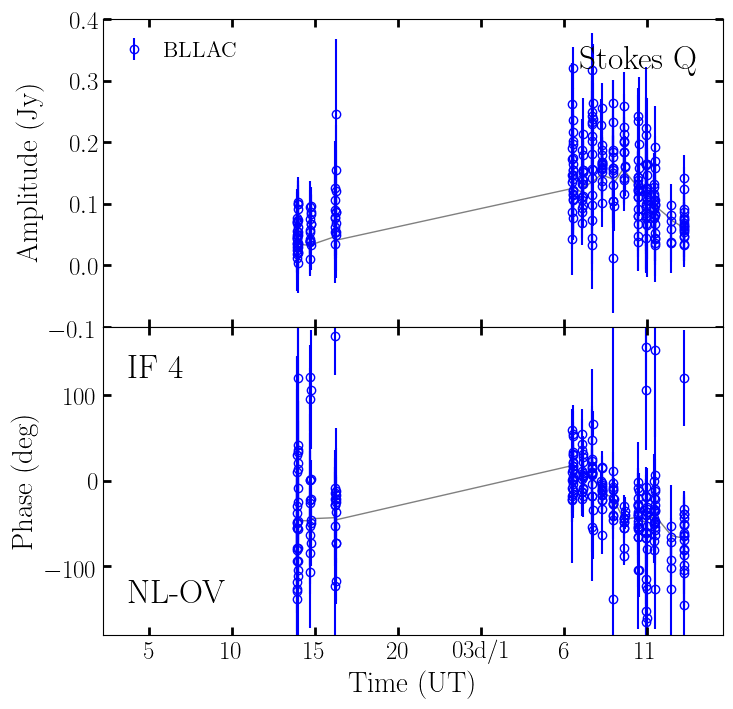 BLLAC
Stokes Q
0.4
0.3
0.2
0.1
0.0
−0.1
Amplitude (Jy)
IF 4
NL-OV
100
0
−100
Phase (deg)
5 10 15 20 03d/1 6 11
Time (UT)